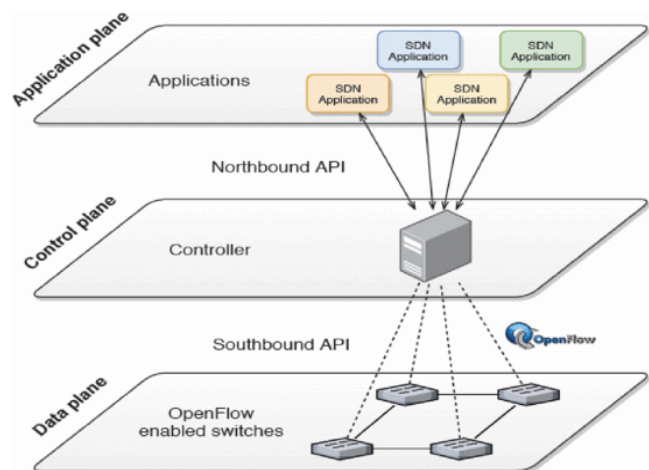 Application plane
Applications
SDN
Application
SDN
Application
SDN
Application
SDN
Application
Northbound API
Control plane
Controller
Southbound API
OpenFlow
Data plane
OpenFlow
enabled switches